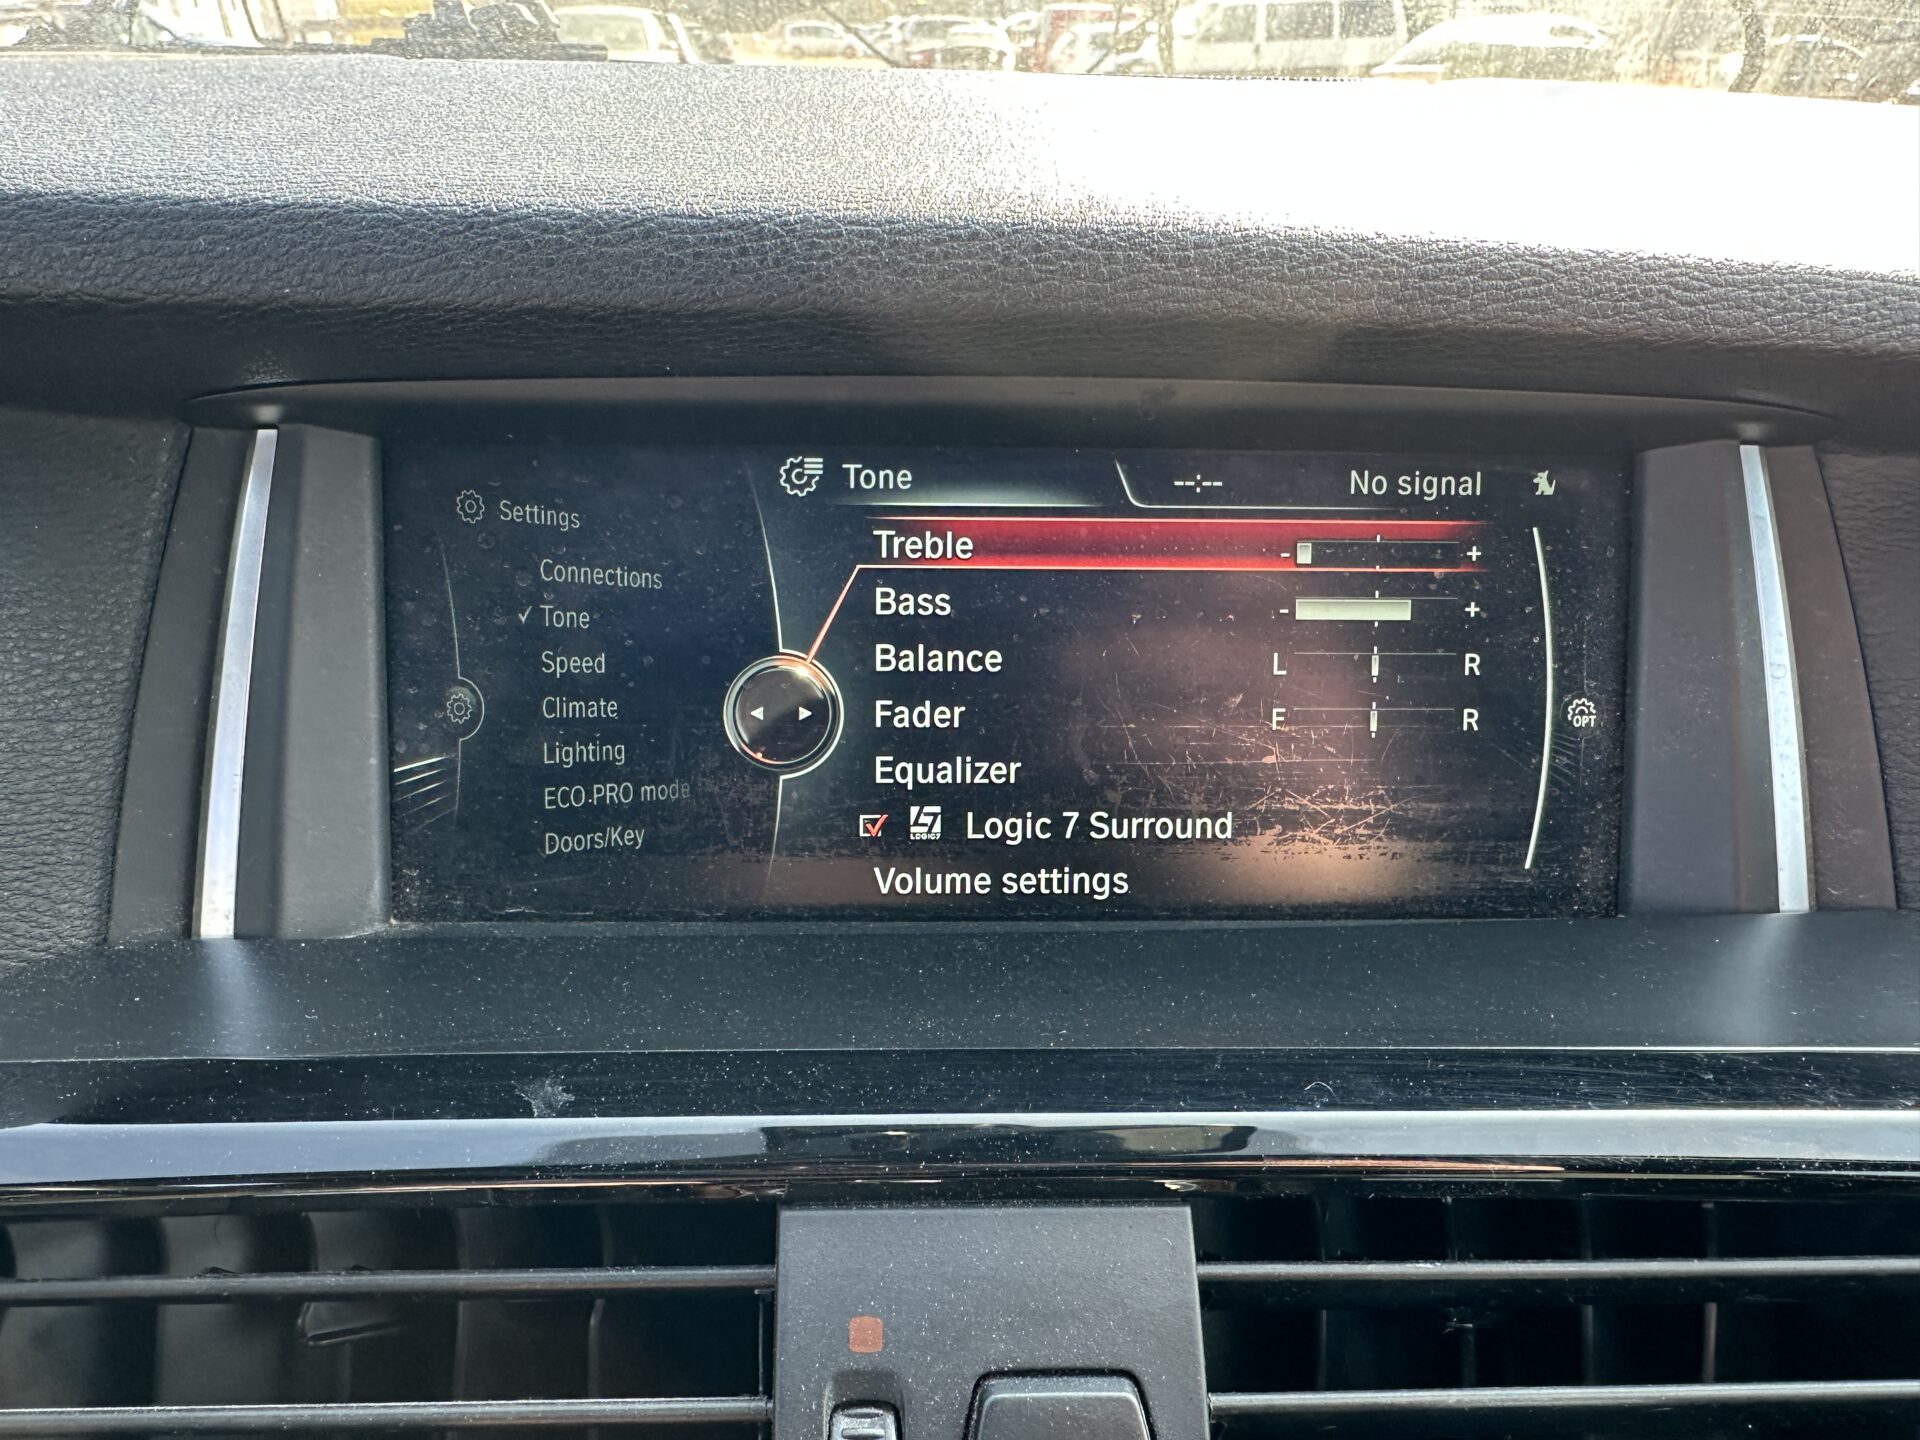 Settings
Connections
✓ Tone
Speed
Climate
Lighting
ECO PRO mode
Doors/Key
Tone
--:--
No signal
Treble - +
Bass - +
Balance L R
Fader F R
Equalizer
LOGIC7 Logic 7 Surround
Volume settings
OPT